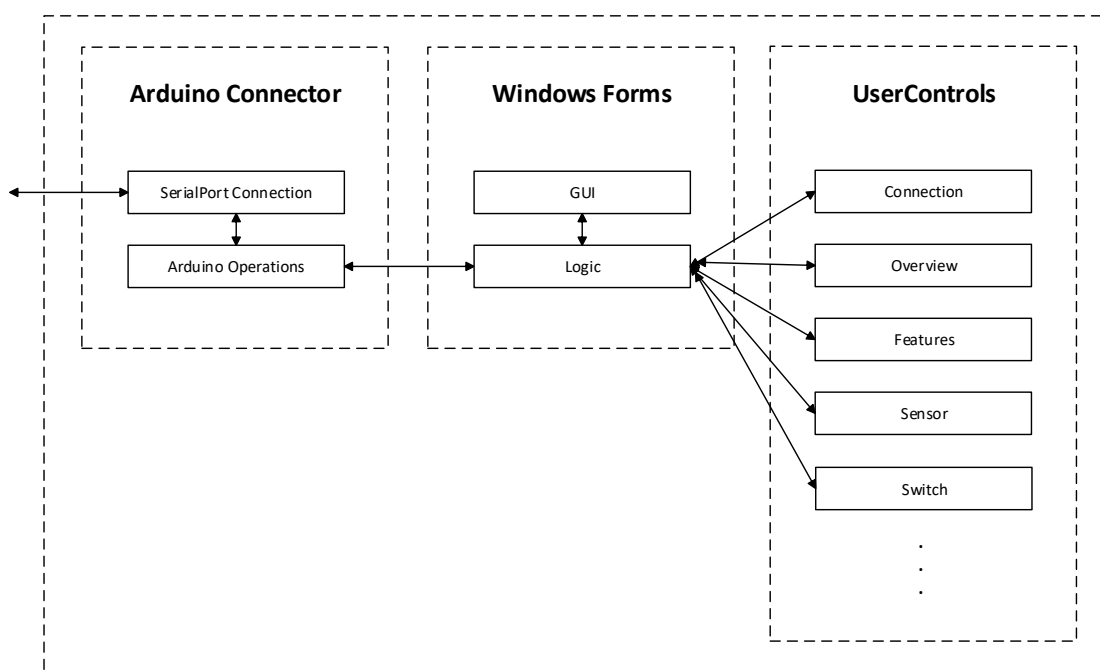 Arduino Connector
SerialPort Connection
Arduino Operations
Windows Forms
GUI
Logic
UserControls
Connection
Overview
Features
Sensor
Switch
.
.
.